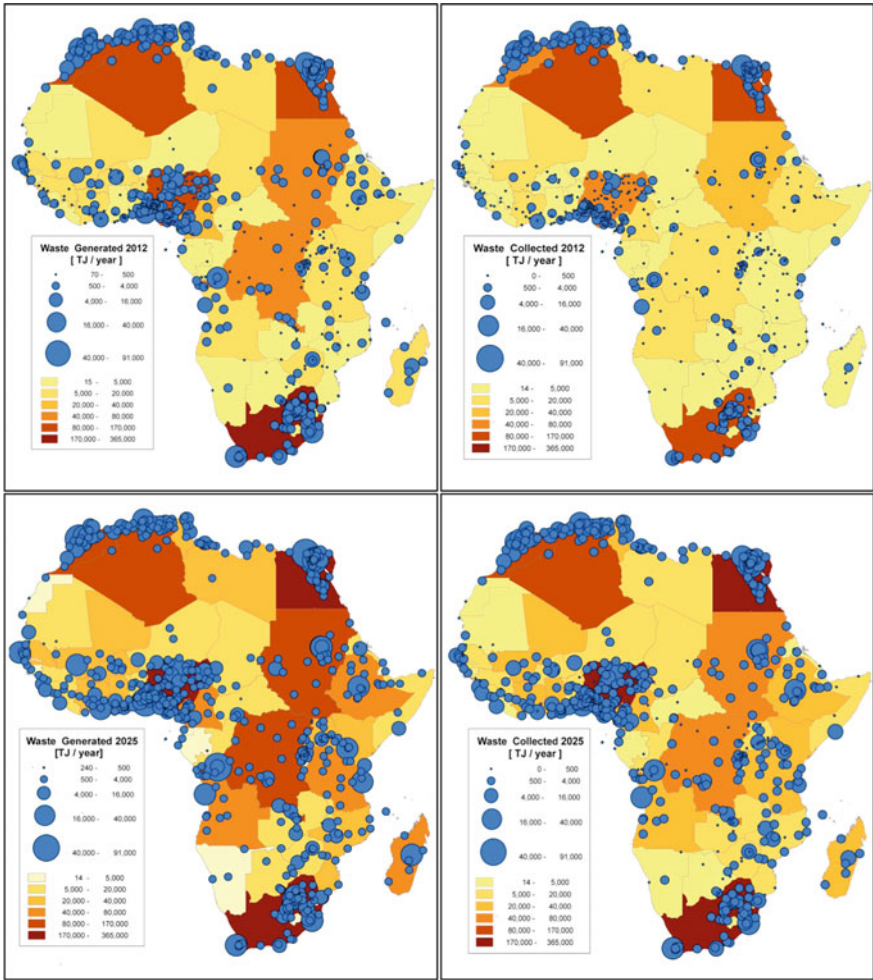 Waste Generated 2012
[ TJ / year ]
70 - 500
500 - 4,000
4,000 - 16,000
16,000 - 40,000
40,000 - 91,000
15 - 5,000
5,000 - 20,000
20,000 - 40,000
40,000 - 80,000
80,000 - 170,000
170,000 - 365,000
Waste Collected 2012
[ TJ / year ]
0 - 500
500 - 4,000
4,000 - 16,000
16,000 - 40,000
40,000 - 91,000
14 - 5,000
5,000 - 20,000
20,000 - 40,000
40,000 - 80,000
80,000 - 170,000
170,000 - 365,000
Waste Generated 2025
[TJ / year]
240 - 500
500 - 4,000
4,000 - 16,000
16,000 - 40,000
40,000 - 91,000
14 - 5,000
5,000 - 20,000
20,000 - 40,000
40,000 - 80,000
80,000 - 170,000
170,000 - 365,000
Waste Collected 2025
[TJ / year]
0 - 500
500 - 4,000
4,000 - 16,000
16,000 - 40,000
40,000 - 91,000
14 - 5,000
5,000 - 20,000
20,000 - 40,000
40,000 - 80,000
80,000 - 170,000
170,000 - 365,000